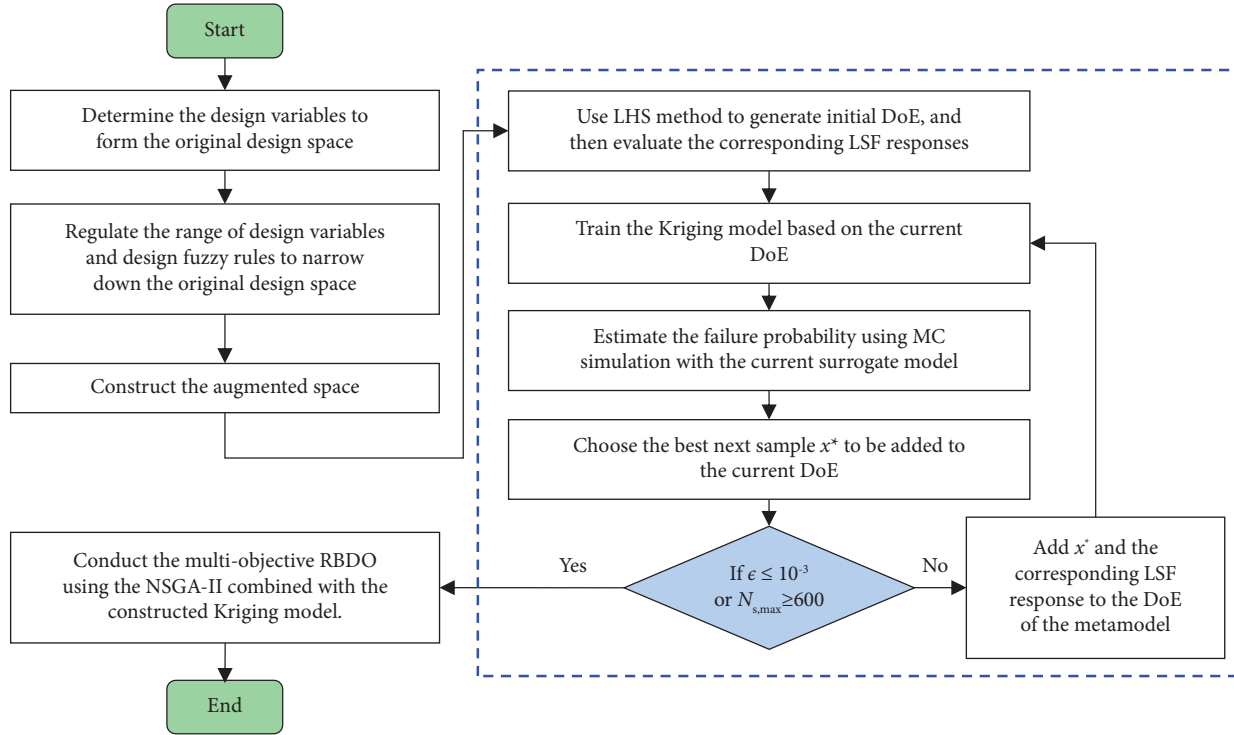 Start
Determine the design variables to
form the original design space
Regulate the range of design variables
and design fuzzy rules to narrow
down the original design space
Construct the augmented space
Use LHS method to generate initial DoE, and
then evaluate the corresponding LSF responses
Train the Kriging model based on the current
DoE
Estimate the failure probability using MC
simulation with the current surrogate model
Choose the best next sample x* to be added to
the current DoE
If ϵ ≤ 10⁻³
or Nₛ,ₘₐₓ≥600
No
Add x* and the
corresponding LSF
response to the DoE
of the metamodel
Yes
Conduct the multi-objective RBDO
using the NSGA-II combined with the
constructed Kriging model.
End